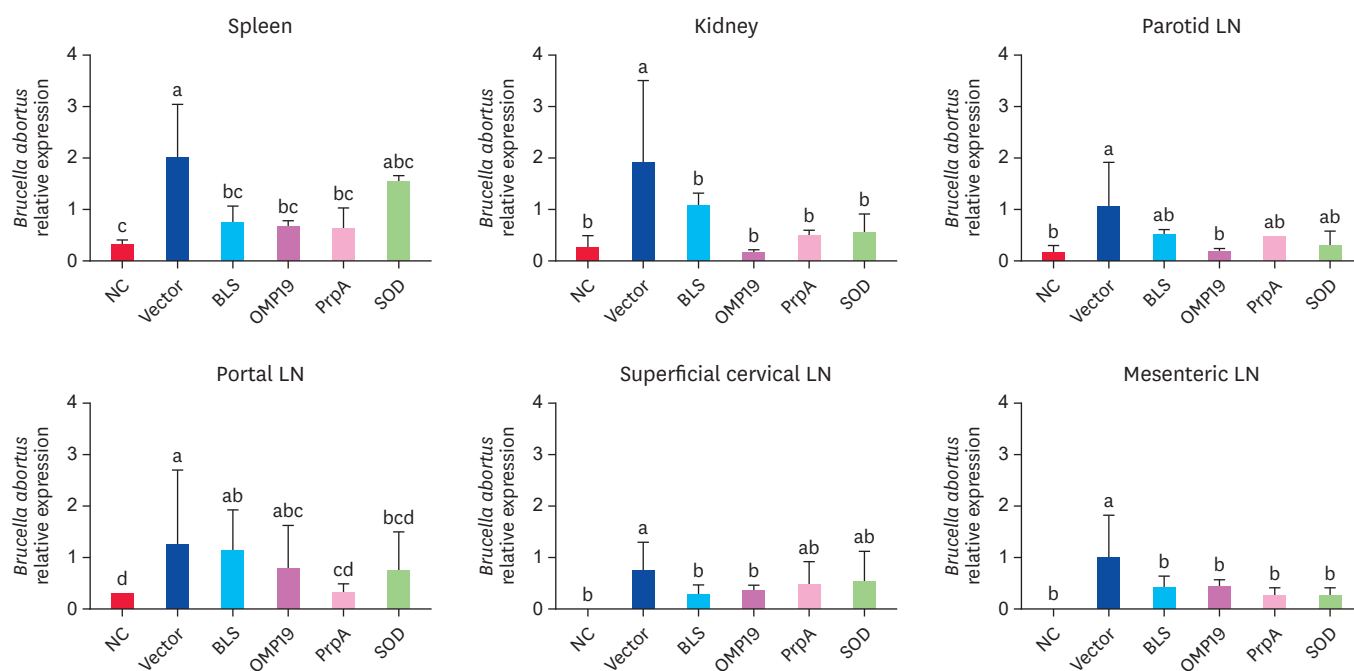 Spleen
Brucella abortus
relative expression
4
3
2
1
0
c
a
bc
bc
bc
abc
NC
Vector
BLS
OMP19
PrpA
SOD
Kidney
Brucella abortus
relative expression
4
3
2
1
0
b
a
b
b
b
b
NC
Vector
BLS
OMP19
PrpA
SOD
Parotid LN
Brucella abortus
relative expression
4
3
2
1
0
b
a
ab
b
ab
ab
NC
Vector
BLS
OMP19
PrpA
SOD
Portal LN
Brucella abortus
relative expression
4
3
2
1
0
d
a
ab
abc
cd
bcd
NC
Vector
BLS
OMP19
PrpA
SOD
Superficial cervical LN
Brucella abortus
relative expression
4
3
2
1
0
b
a
b
b
ab
ab
NC
Vector
BLS
OMP19
PrpA
SOD
Mesenteric LN
Brucella abortus
relative expression
4
3
2
1
0
b
a
b
b
b
b
NC
Vector
BLS
OMP19
PrpA
SOD